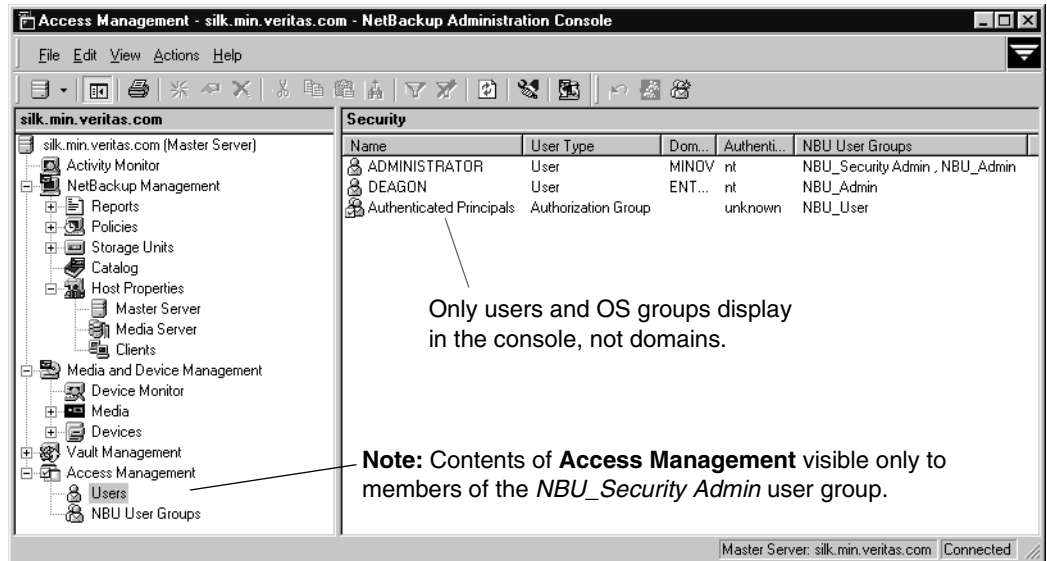 Access Management - silk.min.veritas.com - NetBackup Administration Console
File Edit View Actions Help
silk.min.veritas.com
silk.min.veritas.com (Master Server)
Activity Monitor
NetBackup Management
Reports
Policies
Storage Units
Catalog
Host Properties
Master Server
Media Server
Clients
Media and Device Management
Device Monitor
Media
Devices
Vault Management
Access Management
Users
NBU User Groups
Security
Name User Type Dom... Authenti... NBU User Groups
ADMINISTRATOR User MINOV nt NBU_Security Admin , NBU_Admin
DEAGON User ENT... nt NBU_Admin
Authenticated Principals Authorization Group unknown NBU_User
Only users and OS groups display
in the console, not domains.
Note: Contents of Access Management visible only to
members of the NBU_Security Admin user group.
Master Server: silk.min.veritas.com Connected